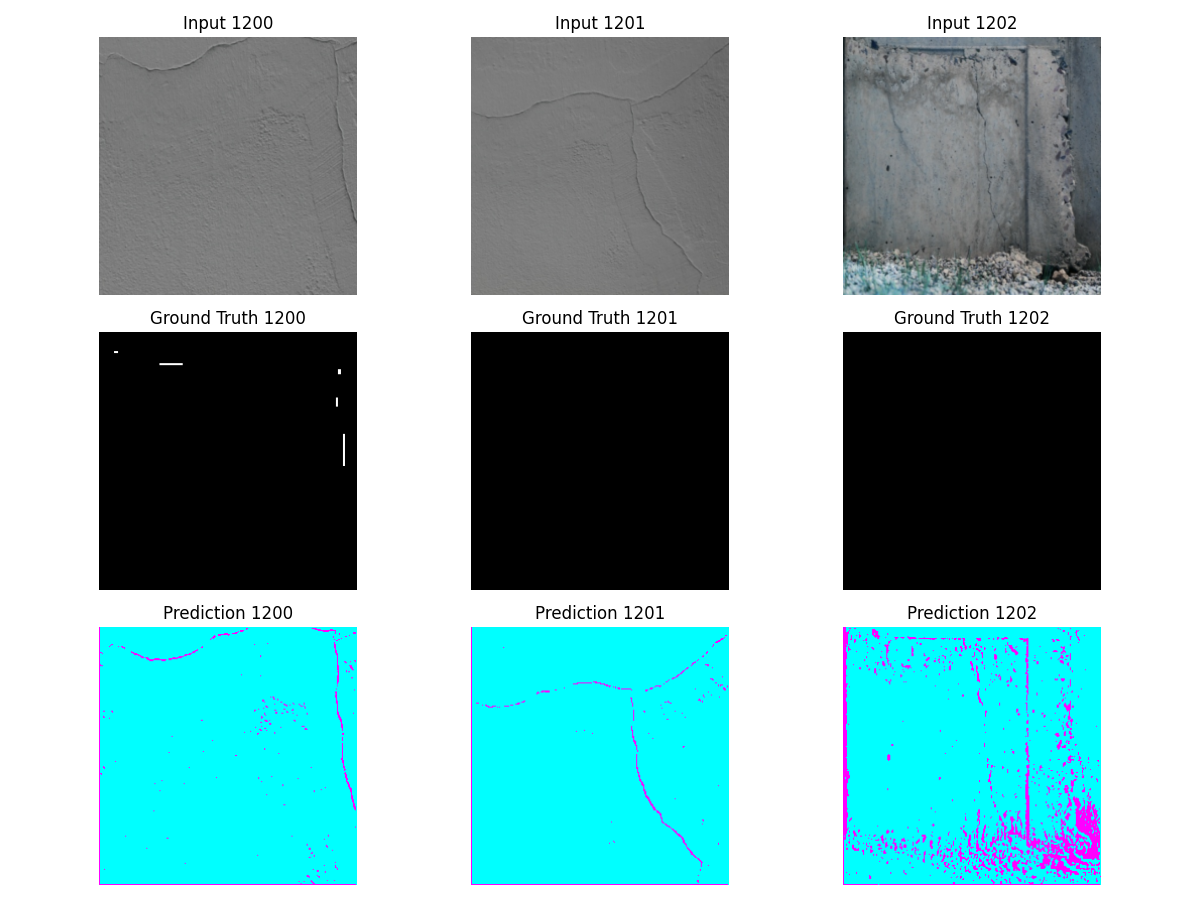 Input 1200
Input 1201
Input 1202
Ground Truth 1200
Ground Truth 1201
Ground Truth 1202
Prediction 1200
Prediction 1201
Prediction 1202